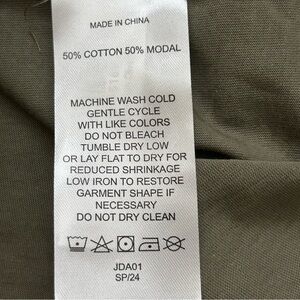 MADE IN CHINA
50% COTTON 50% MODAL
MACHINE WASH COLD
GENTLE CYCLE
WITH LIKE COLORS
DO NOT BLEACH
TUMBLE DRY LOW
OR LAY FLAT TO DRY FOR
REDUCED SHRINKAGE
LOW IRON TO RESTORE
GARMENT SHAPE IF
NECESSARY
DO NOT DRY CLEAN
JDA01
SP/24